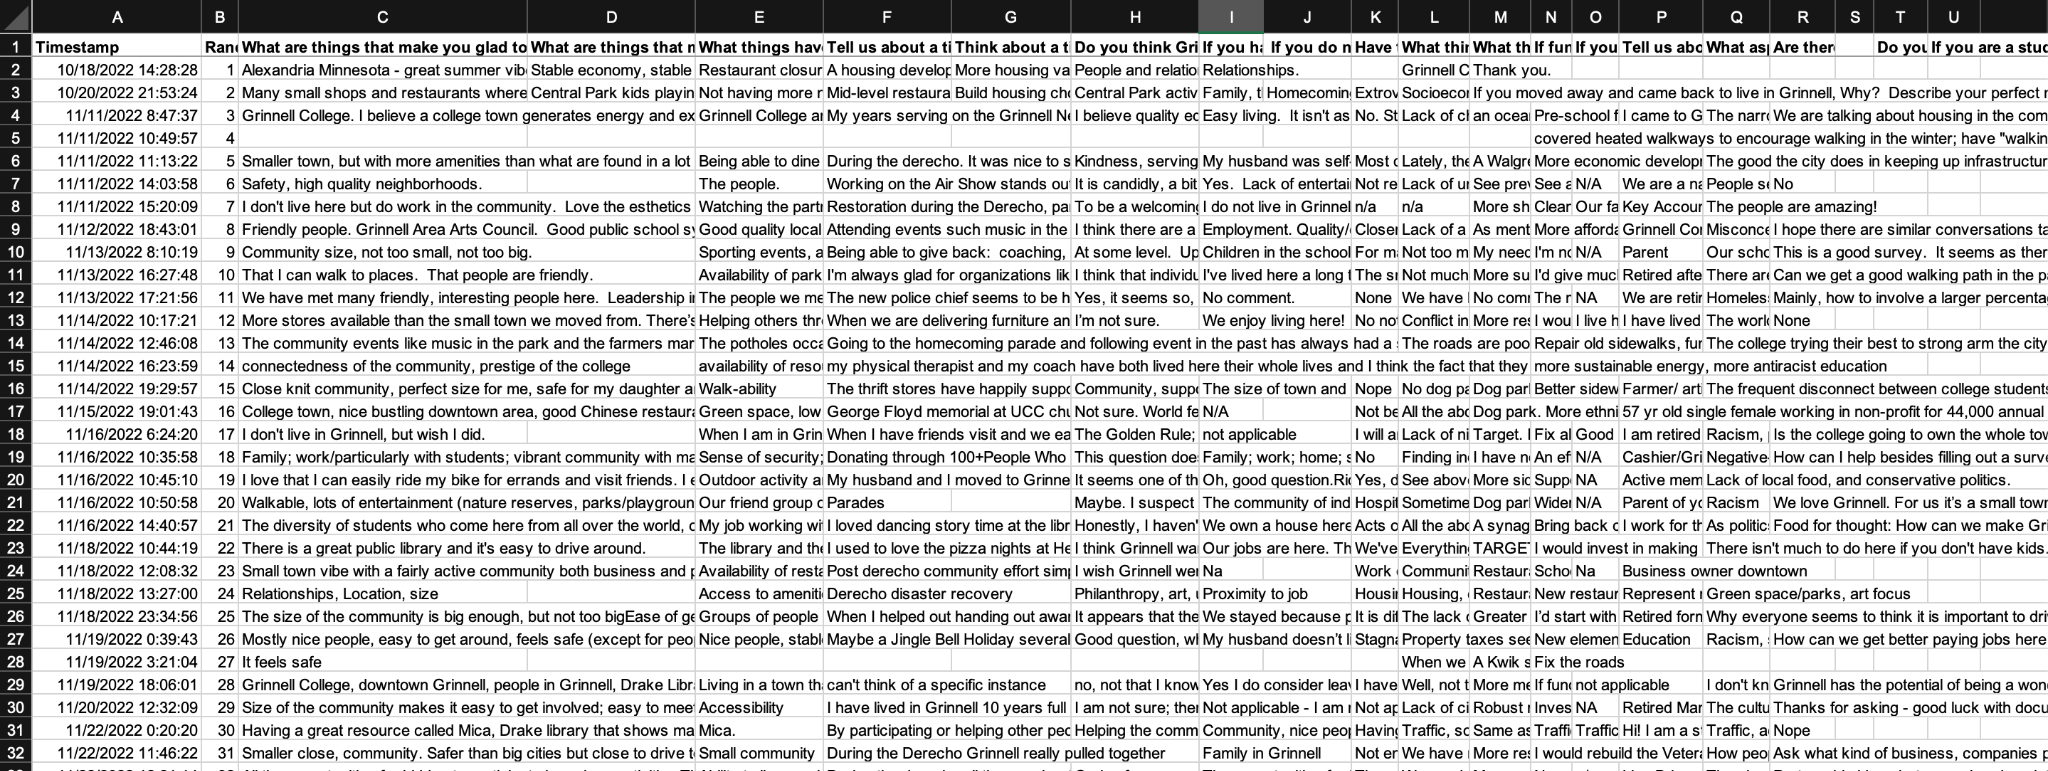 A B C D E F G H I J K L M N O P Q R S T U
1 Timestamp Ran What are things that make you glad to What are things that What things hav Tell us about a ti Think about a t Do you think Gri If you ha If you do n Have What thin What th If fun If you Tell us abo What as Are ther Do you If you are a stud
2 10/18/2022 14:28:28 1 Alexandria Minnesota - great summer vib Stable economy, stable Restaurant closur A housing develop More housing va People and relatio Relationships. Grinnell C Thank you.
3 10/20/2022 21:53:24 2 Many small shops and restaurants where Central Park kids playin Not having more r Mid-level restaura Build housing ch Central Park activ Family, t Homecoming Extrov Socioecor If you moved away and came back to live in Grinnell, Why? Describe your perfect r
4 11/11/2022 8:47:37 3 Grinnell College. I believe a college town generates energy and ex Grinnell College a My years serving on the Grinnell Ne I believe quality ed Easy living. It isn't as No. St Lack of cl an ocea Pre-school f I came to G The narr We are talking about housing in the com
5 11/11/2022 10:49:57 4 covered heated walkways to encourage walking in the winter; have "walkin
6 11/11/2022 11:13:22 5 Smaller town, but with more amenities than what are found in a lot Being able to dine During the derecho. It was nice to s Kindness, serving My husband was self Most c Lately, the A Walgre More economic develop The good the city does in keeping up infrastructur
7 11/11/2022 14:03:58 6 Safety, high quality neighborhoods. The people. Working on the Air Show stands ou It is candidly, a bit Yes. Lack of entertai Not re Lack of ur See prev See a N/A We are a na People se No
8 11/11/2022 15:20:09 7 I don't live here but do work in the community. Love the esthetics Watching the part Restoration during the Derecho, pa To be a welcoming I do not live in Grinnel n/a n/a More sh Clear Our fa Key Accour The people are amazing!
9 11/12/2022 18:43:01 8 Friendly people. Grinnell Area Arts Council. Good public school sy Good quality local Attending events such music in the I think there are a Employment. Quality/ Closer Lack of a As ment More afforda Grinnell Cor Misconce I hope there are similar conversations ta
10 11/13/2022 8:10:19 9 Community size, not too small, not too big. Sporting events, a Being able to give back: coaching, At some level. Up Children in the school For m Not too m My need I'm no N/A Parent Our scho This is a good survey. It seems as ther
11 11/13/2022 16:27:48 10 That I can walk to places. That people are friendly. Availability of park I'm always glad for organizations lik I think that individu I've lived here a long t The s Not much More su I'd give mucl Retired afte There are Can we get a good walking path in the p
12 11/13/2022 17:21:56 11 We have met many friendly, interesting people here. Leadership i The people we me The new police chief seems to be h Yes, it seems so, No comment. None We have No com The r NA We are retir Homeles Mainly, how to involve a larger percenta
13 11/14/2022 10:17:21 12 More stores available than the small town we moved from. There's Helping others thr When we are delivering furniture an I'm not sure. We enjoy living here! No no Conflict in More res I wou I live h I have lived The worl None
14 11/14/2022 12:46:08 13 The community events like music in the park and the farmers mar The potholes occa Going to the homecoming parade and following event in the past has always had a The roads are poo Repair old sidewalks, fur The college trying their best to strong arm the city
15 11/14/2022 16:23:59 14 connectedness of the community, prestige of the college availability of reso my physical therapist and my coach have both lived here their whole lives and I think the fact that they more sustainable energy, more antiracist education
16 11/14/2022 19:29:57 15 Close knit community, perfect size for me, safe for my daughter a Walk-ability The thrift stores have happily suppo Community, supp The size of town and Nope No dog pa Dog par Better sidew Farmer/ arti The frequent disconnect between college students
17 11/15/2022 19:01:43 16 College town, nice bustling downtown area, good Chinese restaura Green space, low George Floyd memorial at UCC chu Not sure. World fe N/A Not be All the abo Dog park. More ethni 57 yr old single female working in non-profit for 44,000 annual
18 11/16/2022 6:24:20 17 I don't live in Grinnell, but wish I did. When I am in Grin When I have friends visit and we ea The Golden Rule; not applicable I will a Lack of ni Target. Fix al Good I am retired Racism, Is the college going to own the whole tow
19 11/16/2022 10:35:58 18 Family; work/particularly with students; vibrant community with ma Sense of security; Donating through 100+People Who This question doe Family; work; home; s No Finding in I have n An ef N/A Cashier/Gri Negative How can I help besides filling out a surve
20 11/16/2022 10:45:10 19 I love that I can easily ride my bike for errands and visit friends. I Outdoor activity a My husband and I moved to Grinne It seems one of th Oh, good question.Ri Yes, d See abov More sid Supp NA Active mem Lack of local food, and conservative politics.
21 11/16/2022 10:50:58 20 Walkable, lots of entertainment (nature reserves, parks/playgroun Our friend group c Parades Maybe. I suspect The community of ind Hospit Sometime Dog par Wide N/A Parent of yc Racism We love Grinnell. For us it's a small town
22 11/16/2022 14:40:57 21 The diversity of students who come here from all over the world, c My job working wi I loved dancing story time at the libr Honestly, I haven' We own a house here Acts o All the abo A synag Bring back c I work for th As politic Food for thought: How can we make Gri
23 11/18/2022 10:44:19 22 There is a great public library and it's easy to drive around. The library and the I used to love the pizza nights at He I think Grinnell wa Our jobs are here. Th We've Everything TARGE I would invest in making There isn't much to do here if you don't have kids.
24 11/18/2022 12:08:32 23 Small town vibe with a fairly active community both business and p Availability of resta Post derecho community effort sim I wish Grinnell wer Na Work Communi Restaur Scho Na Business owner downtown
25 11/18/2022 13:27:00 24 Relationships, Location, size Access to ameniti Derecho disaster recovery Philanthropy, art, Proximity to job Housi Housing, Restaur New restaur Represent Green space/parks, art focus
26 11/18/2022 23:34:56 25 The size of the community is big enough, but not too bigEase of ge Groups of people When I helped out handing out awa It appears that the We stayed because p It is dif The lack Greater I'd start with Retired forn Why everyone seems to think it is important to dri
27 11/19/2022 0:39:43 26 Mostly nice people, easy to get around, feels safe (except for peo Nice people, stabl Maybe a Jingle Bell Holiday several Good question, wh My husband doesn't l Stagna Property taxes see New elemen Education Racism, How can we get better paying jobs here
28 11/19/2022 3:21:04 27 It feels safe When we A Kwik s Fix the roads
29 11/19/2022 18:06:01 28 Grinnell College, downtown Grinnell, people in Grinnell, Drake Libr Living in a town th can't think of a specific instance no, not that I know Yes I do consider lea I have Well, not t More me If fun not applicable I don't kn Grinnell has the potential of being a won
30 11/20/2022 12:32:09 29 Size of the community makes it easy to get involved; easy to mee Accessibility I have lived in Grinnell 10 years full I am not sure; ther Not applicable - I am Not ap Lack of ci Robust Inves NA Retired Mar The cultu Thanks for asking - good luck with docu
31 11/22/2022 0:20:20 30 Having a great resource called Mica, Drake library that shows ma Mica. By participating or helping other peo Helping the comm Community, nice peo Having Traffic, sc Same as Traffi Traffic Hi! I am a s Traffic, a Nope
32 11/22/2022 11:46:22 31 Smaller close, community. Safer than big cities but close to drive t Small community During the Derecho Grinnell really pulled together Family in Grinnell Not en We have More res I would rebuild the Vetera How peo Ask what kind of business, companies p